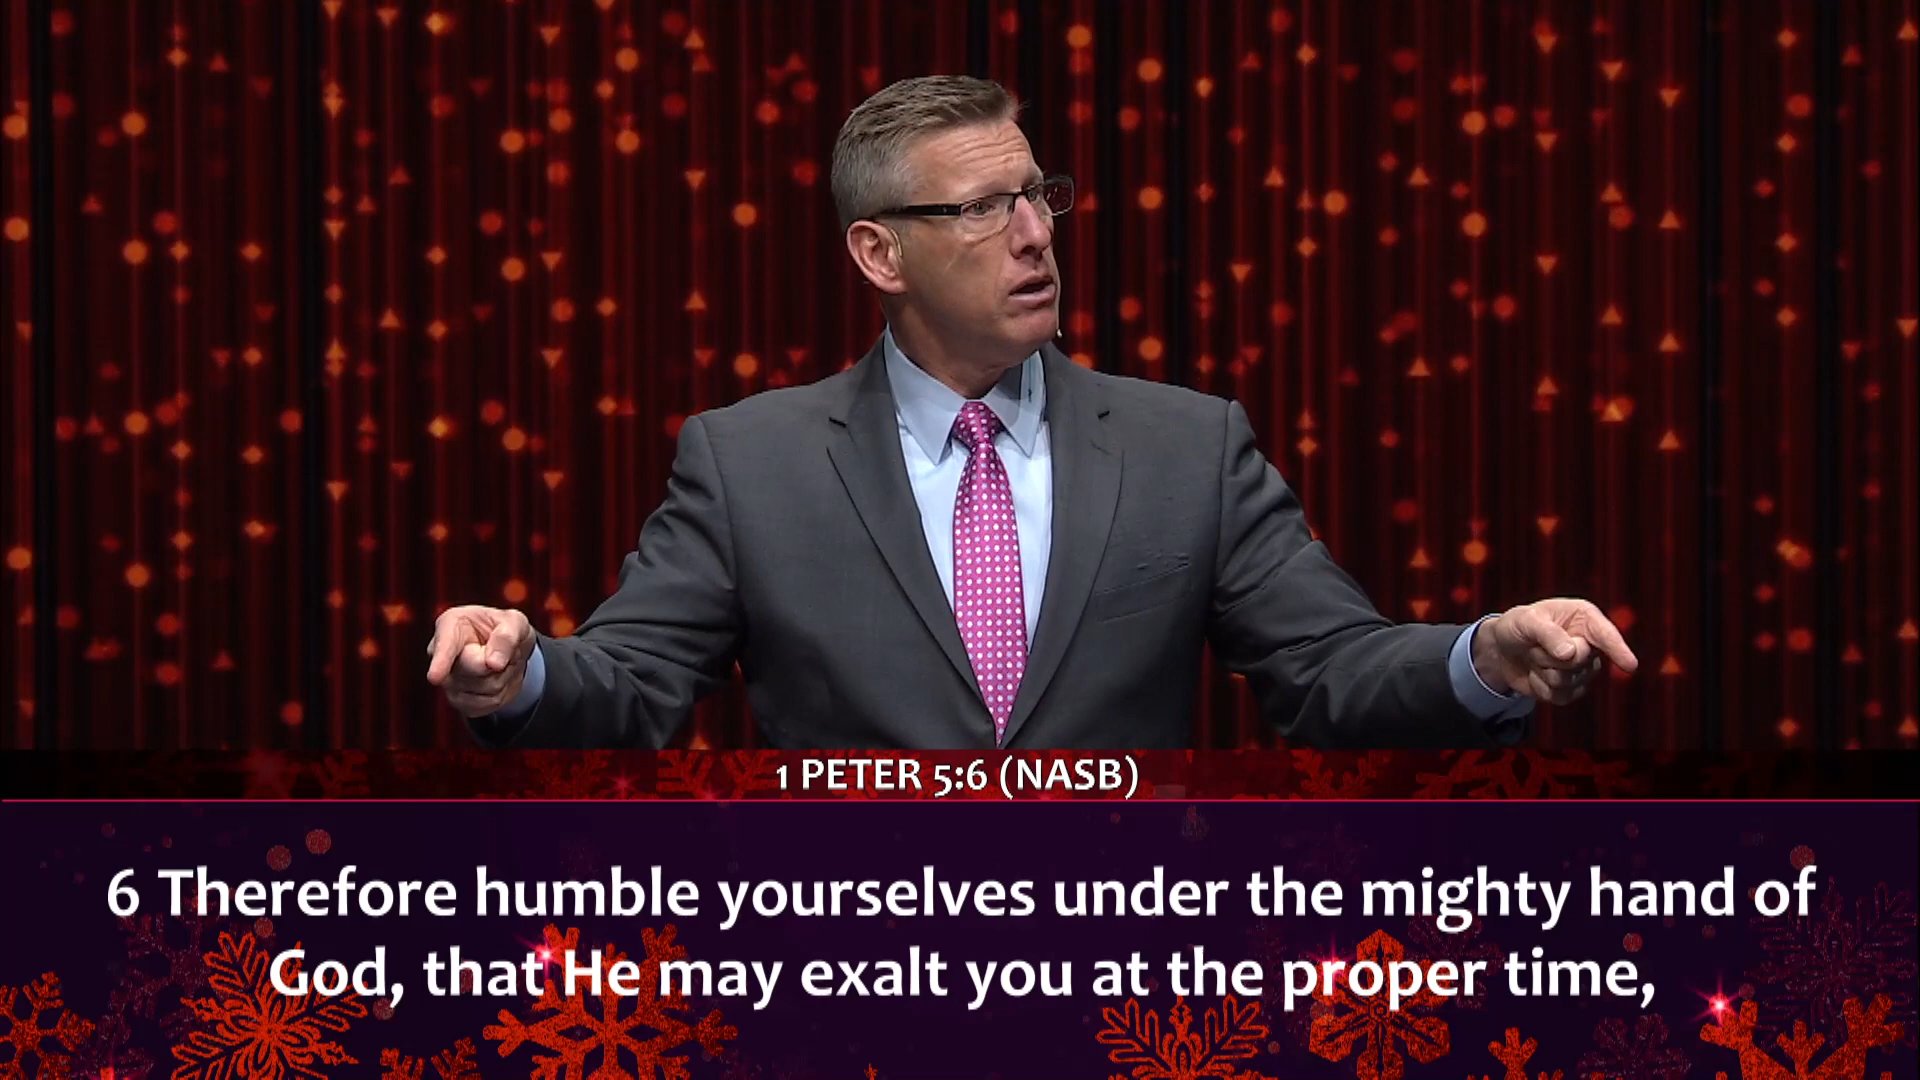 1 PETER 5:6 (NASB)
6 Therefore humble yourselves under the mighty hand of
God, that He may exalt you at the proper time,